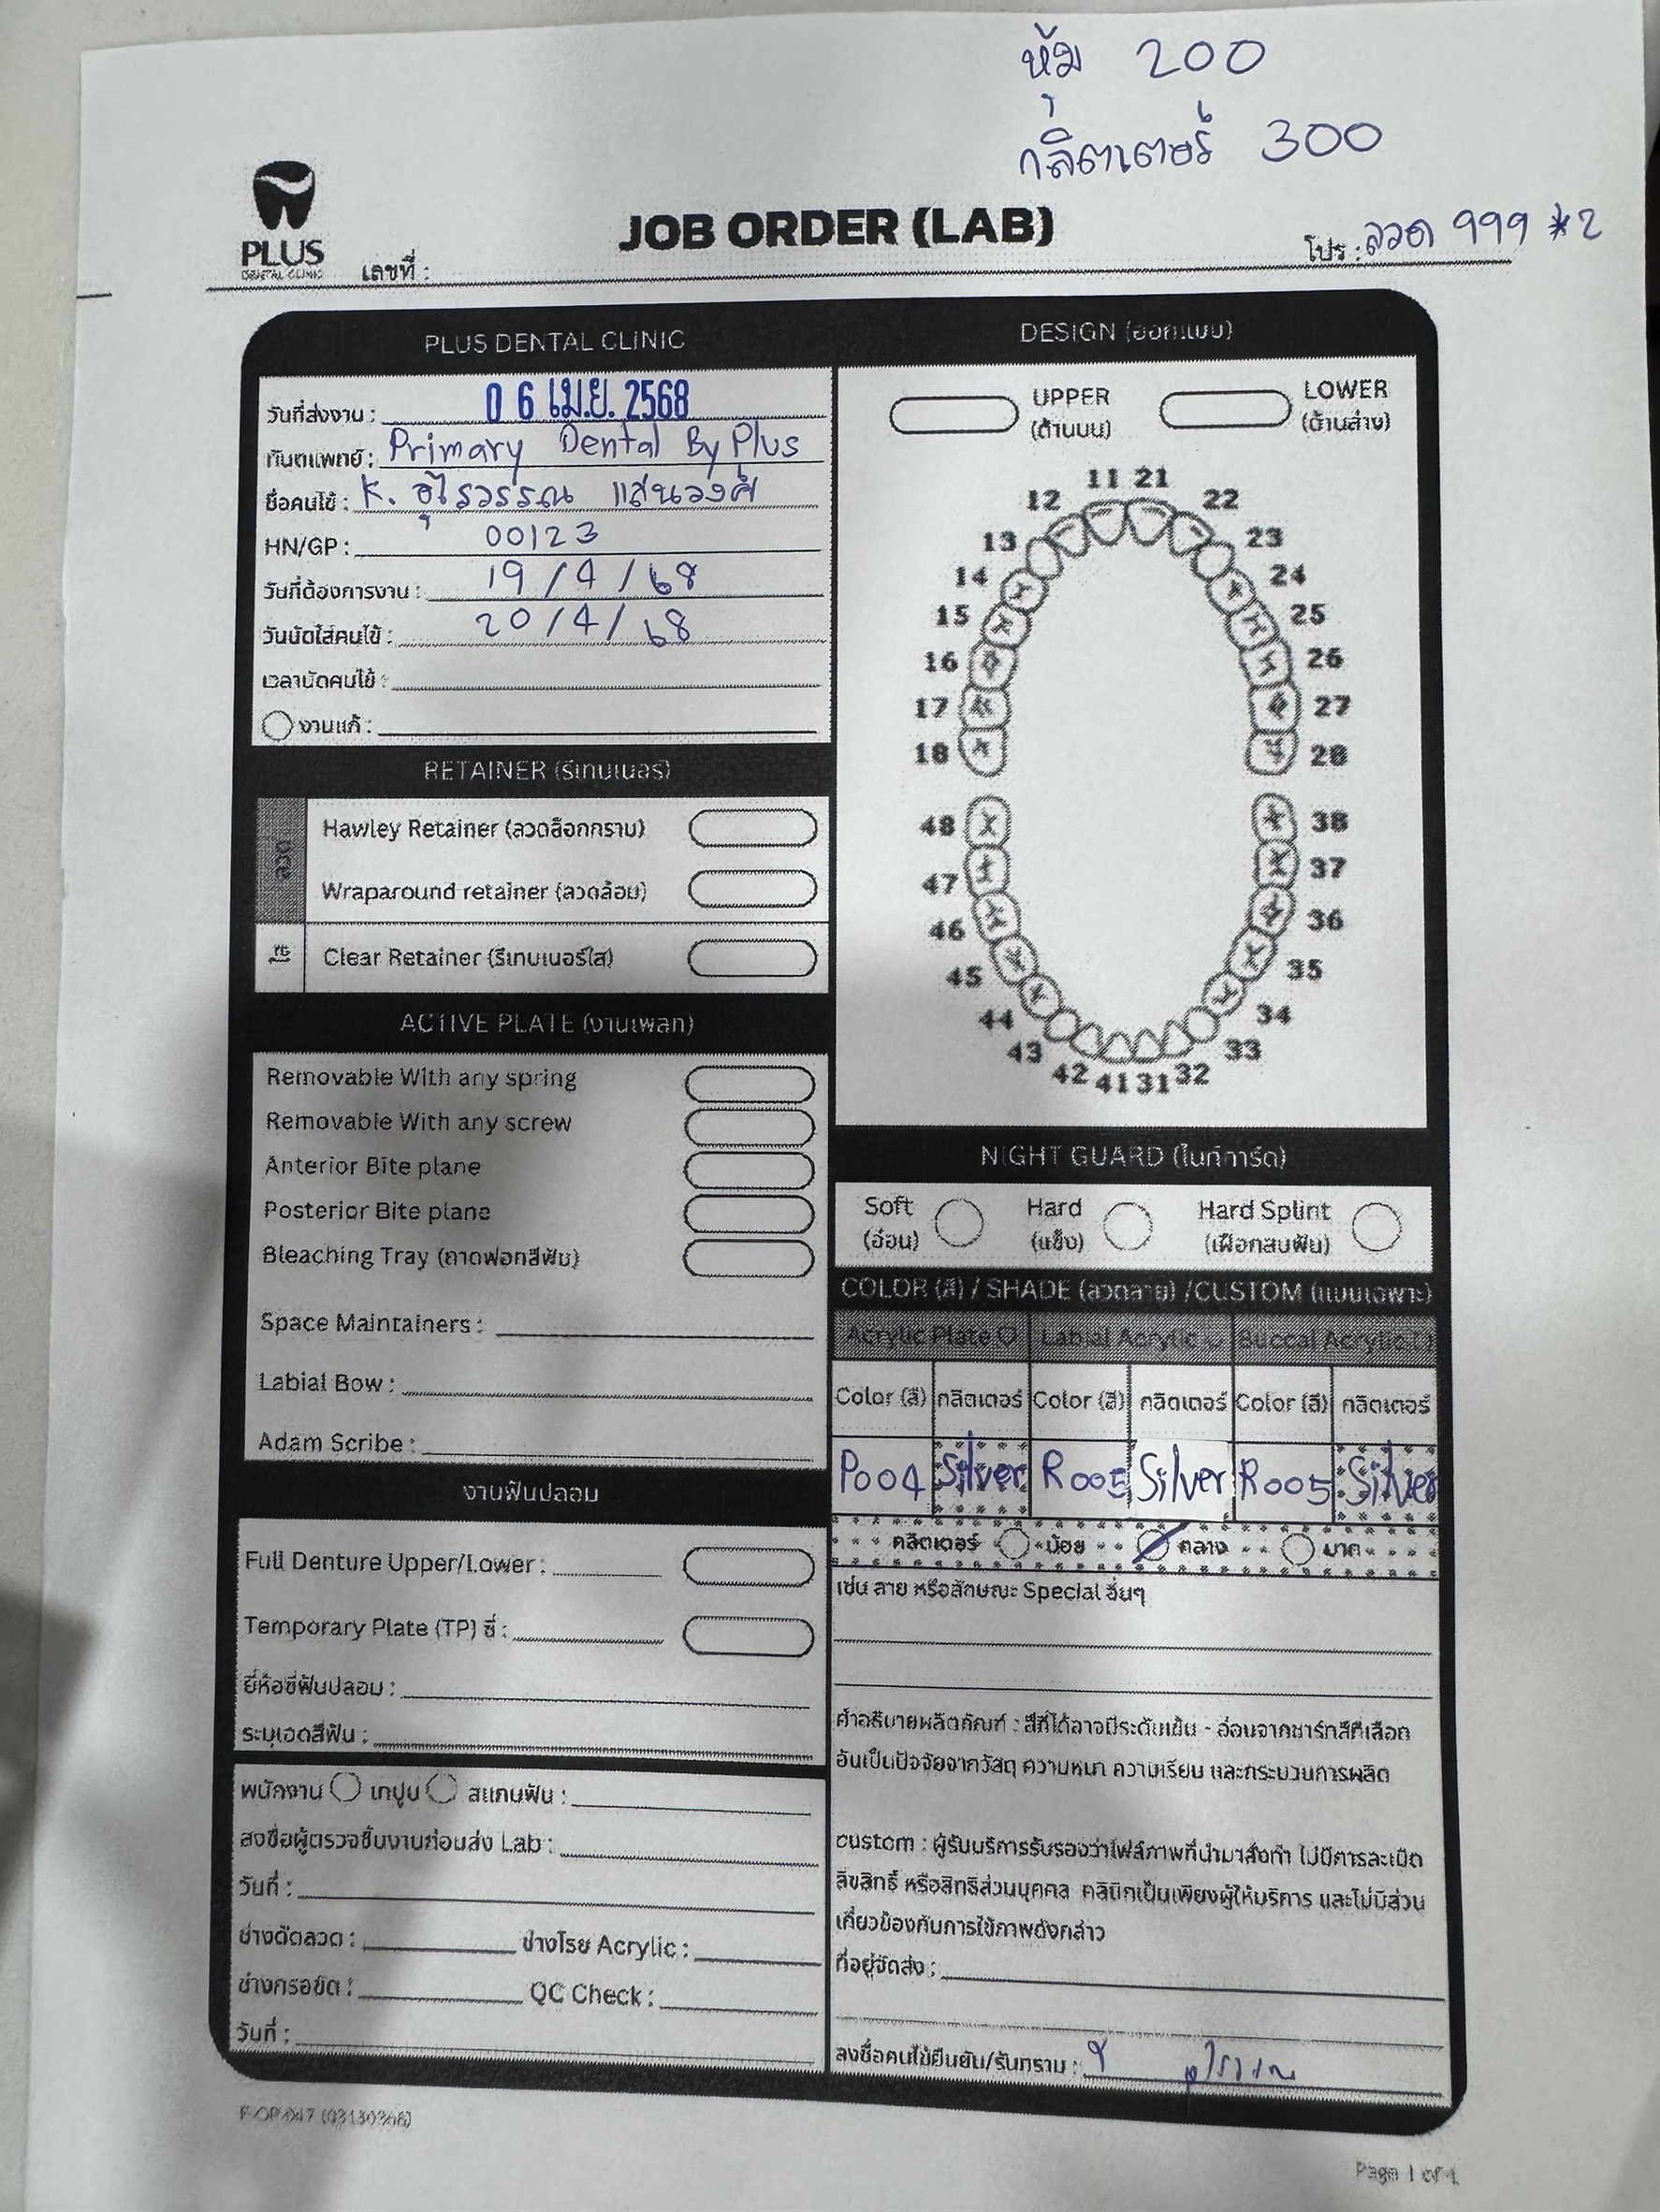 หุ้ม 200
กลิตเตอร์ 300
PLUS
DENTAL CLINIC
เลขที่ :
JOB ORDER (LAB)
โปร : ลวด 999 *2
PLUS DENTAL CLINIC
วันที่ส่งงาน : 06 เม.ย. 2568
ทันตแพทย์ : Primary Dental By Plus
ชื่อคนไข้ : K. อุไรวรรณ แสนวงศ์
HN/GP : 00123
วันที่ต้องการงาน : 19/4/68
วันนัดใส่คนไข้ : 20/4/68
เวลานัดคนไข้ :
งานแก้ :
RETAINER (รีเทนเนอร์)
ลวด
Hawley Retainer (ลวดล็อกกราม)
Wraparound retainer (ลวดล้อม)
ใส
Clear Retainer (รีเทนเนอร์ใส)
ACTIVE PLATE (งานเพลท)
Removable With any spring
Removable With any screw
Anterior Bite plane
Posterior Bite plane
Bleaching Tray (ถาดฟอกสีฟัน)
Space Maintainers :
Labial Bow :
Adam Scribe :
งานฟันปลอม
Full Denture Upper/Lower :
Temporary Plate (TP) ซี่ :
ยี่ห้อซี่ฟันปลอม :
ระบุเฉดสีฟัน :
พนักงาน เทปูน สแกนฟัน :
ลงชื่อผู้ตรวจชิ้นงานก่อนส่ง Lab :
วันที่ :
ช่างดัดลวด : ช่างโรย Acrylic :
ช่างกรอขัด : QC Check :
วันที่ :
DESIGN (ออกแบบ)
UPPER (ด้านบน) LOWER (ด้านล่าง)
11 21
12 22
13 23
14 24
15 25
16 26
17 27
18 28
48 38
47 37
46 36
45 35
44 34
43 33
42 41 31 32
NIGHT GUARD (ไนท์การ์ด)
Soft (อ่อน) Hard (แข็ง) Hard Splint (เฝือกสบฟัน)
COLOR (สี) / SHADE (ลวดลาย) /CUSTOM (แบบเฉพาะ)
Acrylic Plate Labial Acrylic Buccal Acrylic
Color (สี) กลิตเตอร์ Color (สี) กลิตเตอร์ Color (สี) กลิตเตอร์
P004 Silver R005 Silver R005 Silver
กลิตเตอร์ น้อย กลาง มาก
เช่น ลาย หรือลักษณะ Special อื่นๆ
คำอธิบายผลิตภัณฑ์ : สีที่ได้อาจมีระดับเข้ม - อ่อนจากชาร์ทสีที่เลือก
อันเป็นปัจจัยจากวัสดุ ความหนา ความเรียบ และกระบวนการผลิต
custom : ผู้รับบริการรับรองว่าไฟล์ภาพที่นำมาสั่งทำ ไม่มีการละเมิด
ลิขสิทธิ์ หรือสิทธิส่วนบุคคล คลินิกเป็นเพียงผู้ให้บริการ และไม่มีส่วน
เกี่ยวข้องกับการใช้ภาพดังกล่าว
ที่อยู่จัดส่ง :
ลงชื่อคนไข้ยืนยัน/รับทราบ :
Page 1 of 1